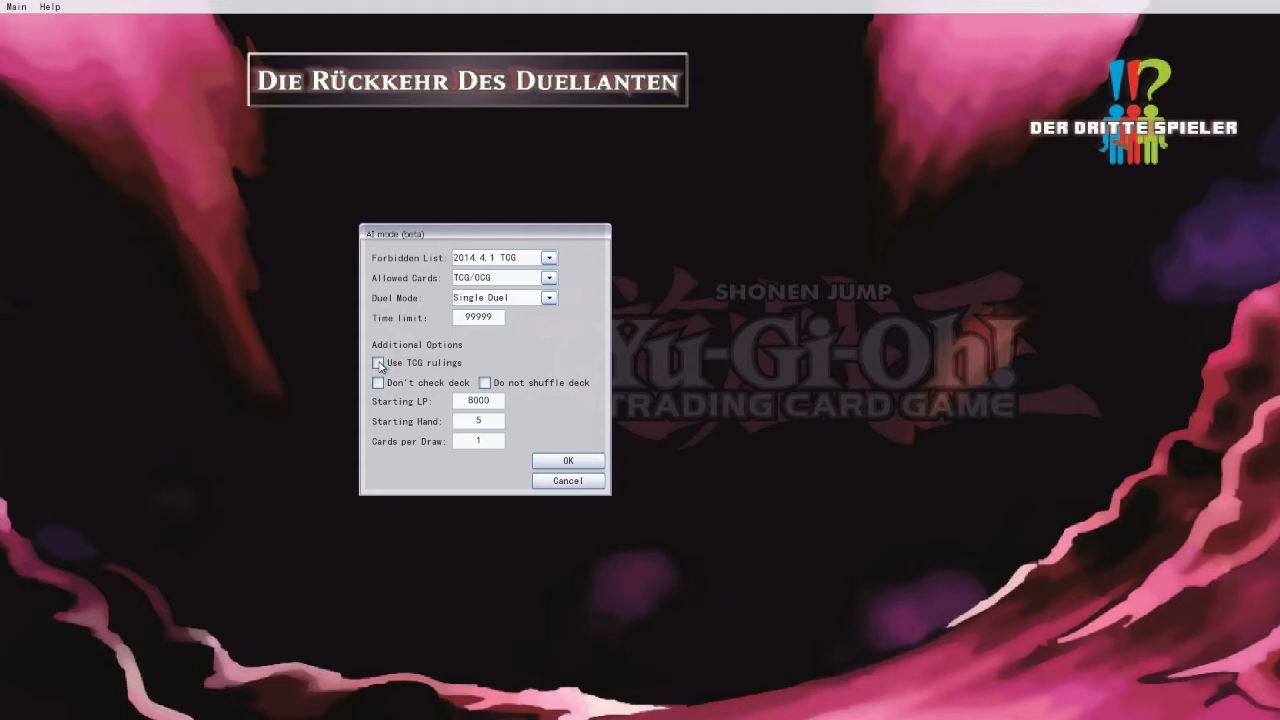 Main Help
DIE RÜCKKEHR DES DUELLANTEN
!!?
DER DRITTE SPIELER
AI mode (beta)
Forbidden List: 2014.4.1 TCG
Allowed Cards: TCG/OCG
Duel Mode: Single Duel
Time limit: 99999
Additional Options
Use TCG rulings
Don't check deck Do not shuffle deck
Starting LP: 8000
Starting Hand: 5
Cards per Draw: 1
OK
Cancel
SHONEN JUMP
Yu-Gi-Oh!
TRADING CARD GAME